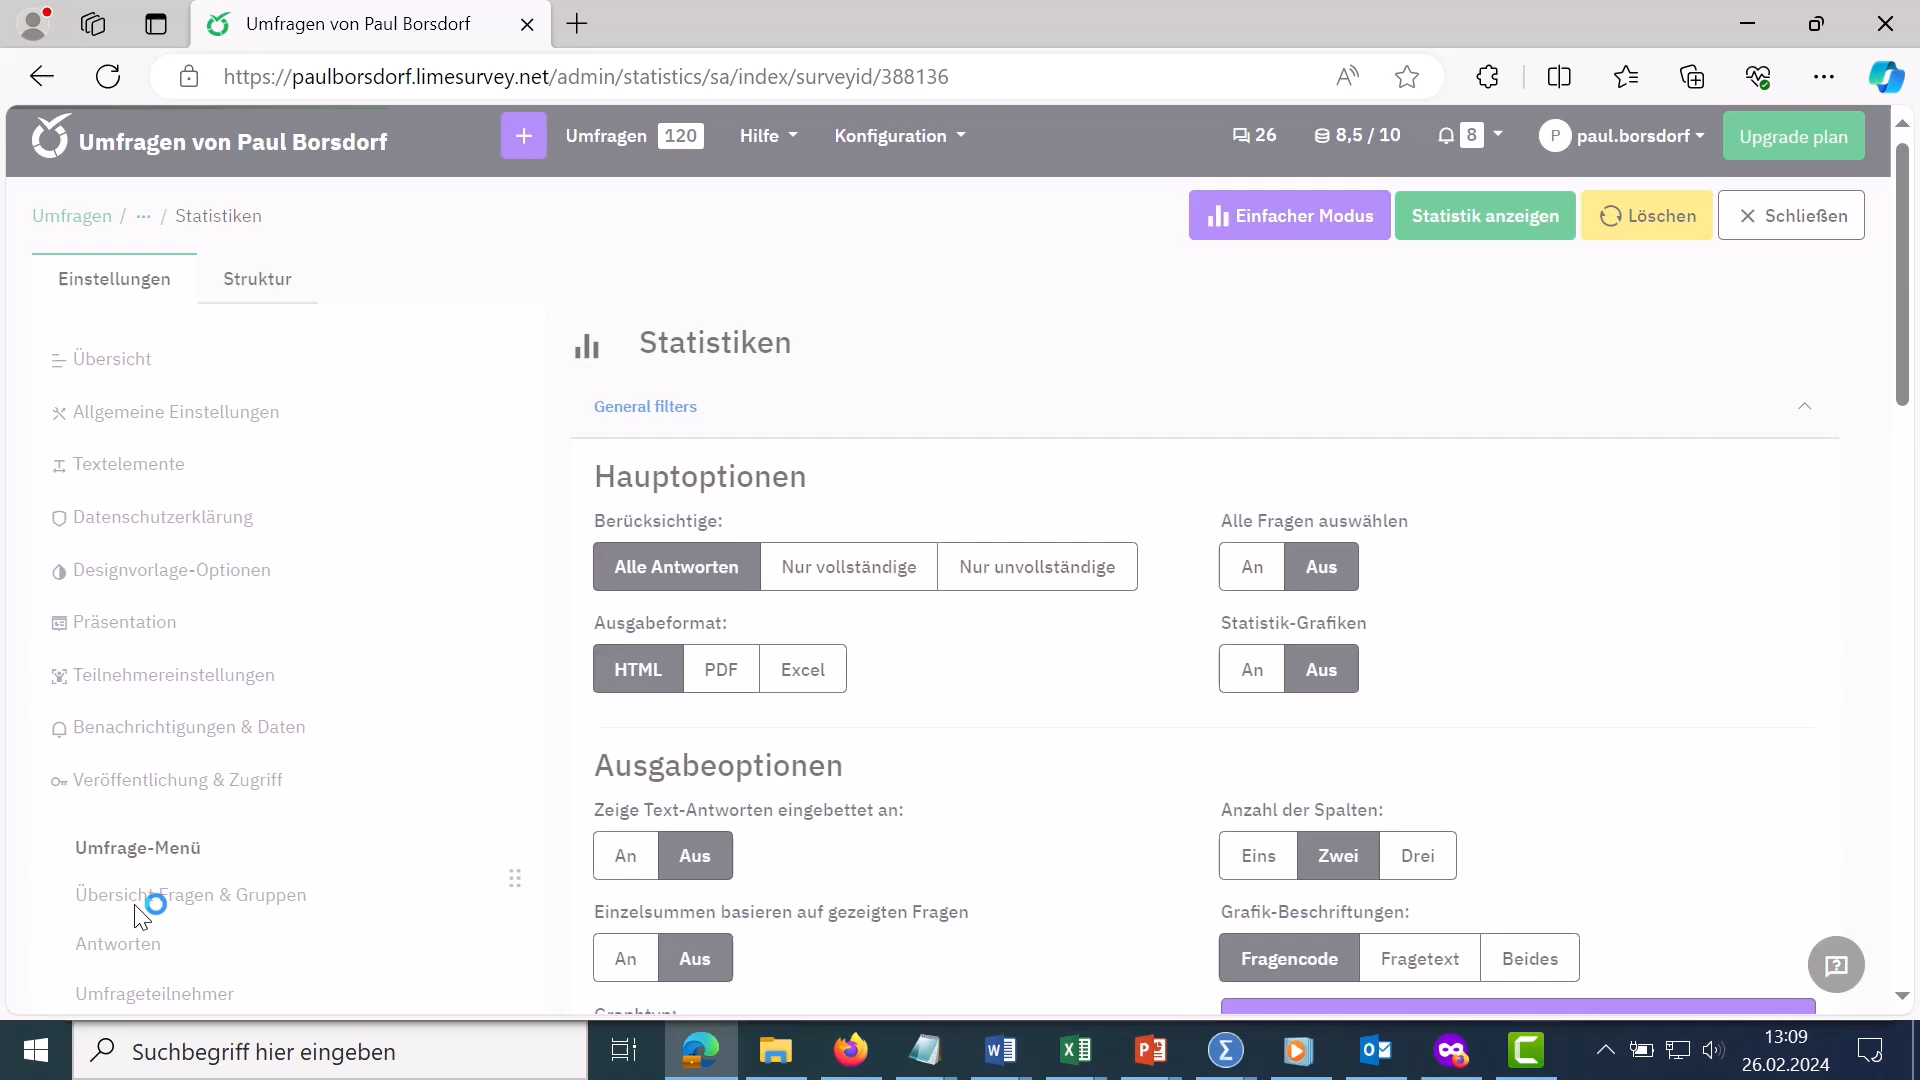 Umfragen von Paul Borsdorf
https://paulborsdorf.limesurvey.net/admin/statistics/sa/index/surveyid/388136
Umfragen von Paul Borsdorf
+ Umfragen 120 Hilfe Konfiguration 26 8,5 / 10 8 P paul.borsdorf Upgrade plan
Umfragen / ... / Statistiken
Einfacher Modus Statistik anzeigen Löschen Schließen
Einstellungen Struktur
Übersicht
Allgemeine Einstellungen
Textelemente
Datenschutzerklärung
Designvorlage-Optionen
Präsentation
Teilnehmereinstellungen
Benachrichtigungen & Daten
Veröffentlichung & Zugriff
Umfrage-Menü
Übersicht Fragen & Gruppen
Antworten
Umfrageteilnehmer
Statistiken
General filters
Hauptoptionen
Berücksichtige: Alle Fragen auswählen
Alle Antworten Nur vollständige Nur unvollständige An Aus
Ausgabeformat: Statistik-Grafiken
HTML PDF Excel An Aus
Ausgabeoptionen
Zeige Text-Antworten eingebettet an: Anzahl der Spalten:
An Aus Eins Zwei Drei
Einzelsummen basieren auf gezeigten Fragen Grafik-Beschriftungen:
An Aus Fragencode Fragetext Beides
Suchbegriff hier eingeben
13:09
26.02.2024